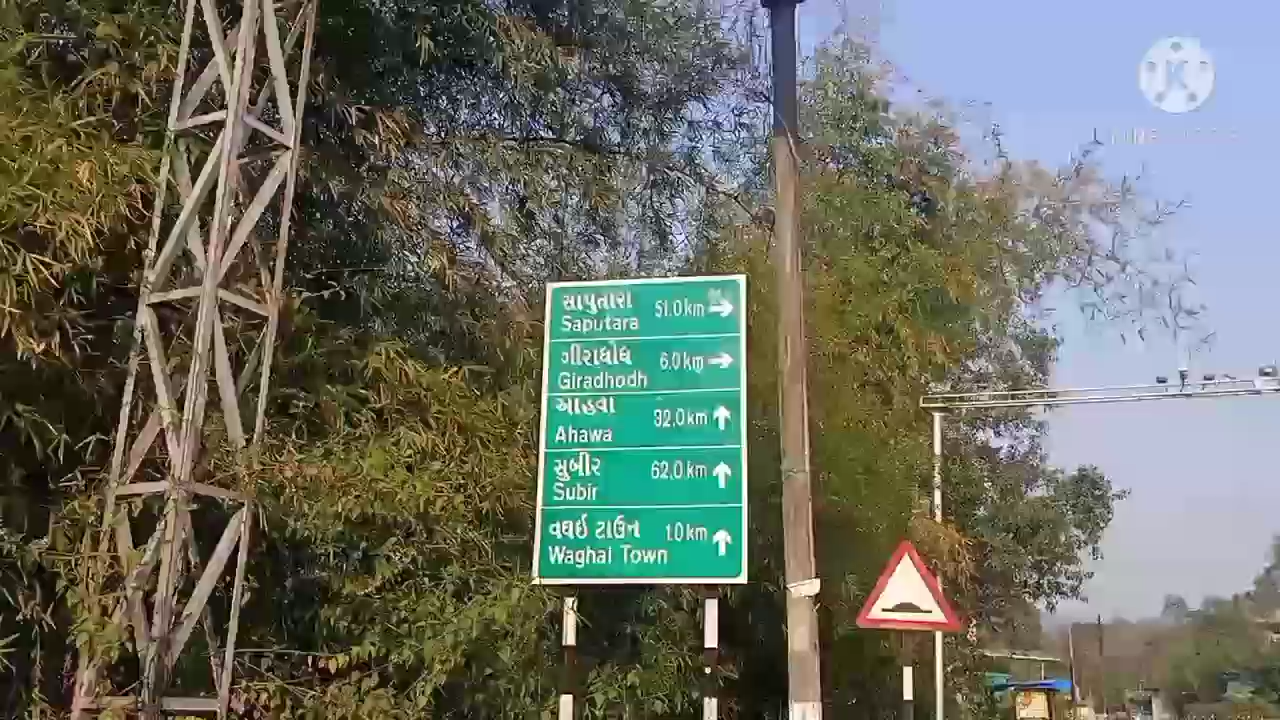 સાપુતારા 51.0 km
Saputara
ગીરાધોધ 6.0 km
Giradhodh
આહવા 32.0 km
Ahawa
સુબીર 62.0 km
Subir
વઘઇ ટાઉન 1.0 km
Waghai Town